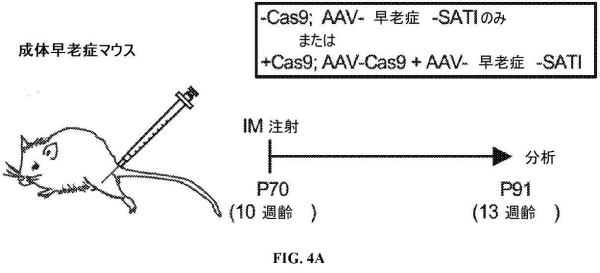 -Cas9; AAV- 早老症 -SATIのみ
または
+Cas9; AAV-Cas9 + AAV- 早老症 -SATI
成体早老症マウス
IM 注射
分析
P70
(10 週齢 )
P91
(13 週齢 )
FIG. 4A